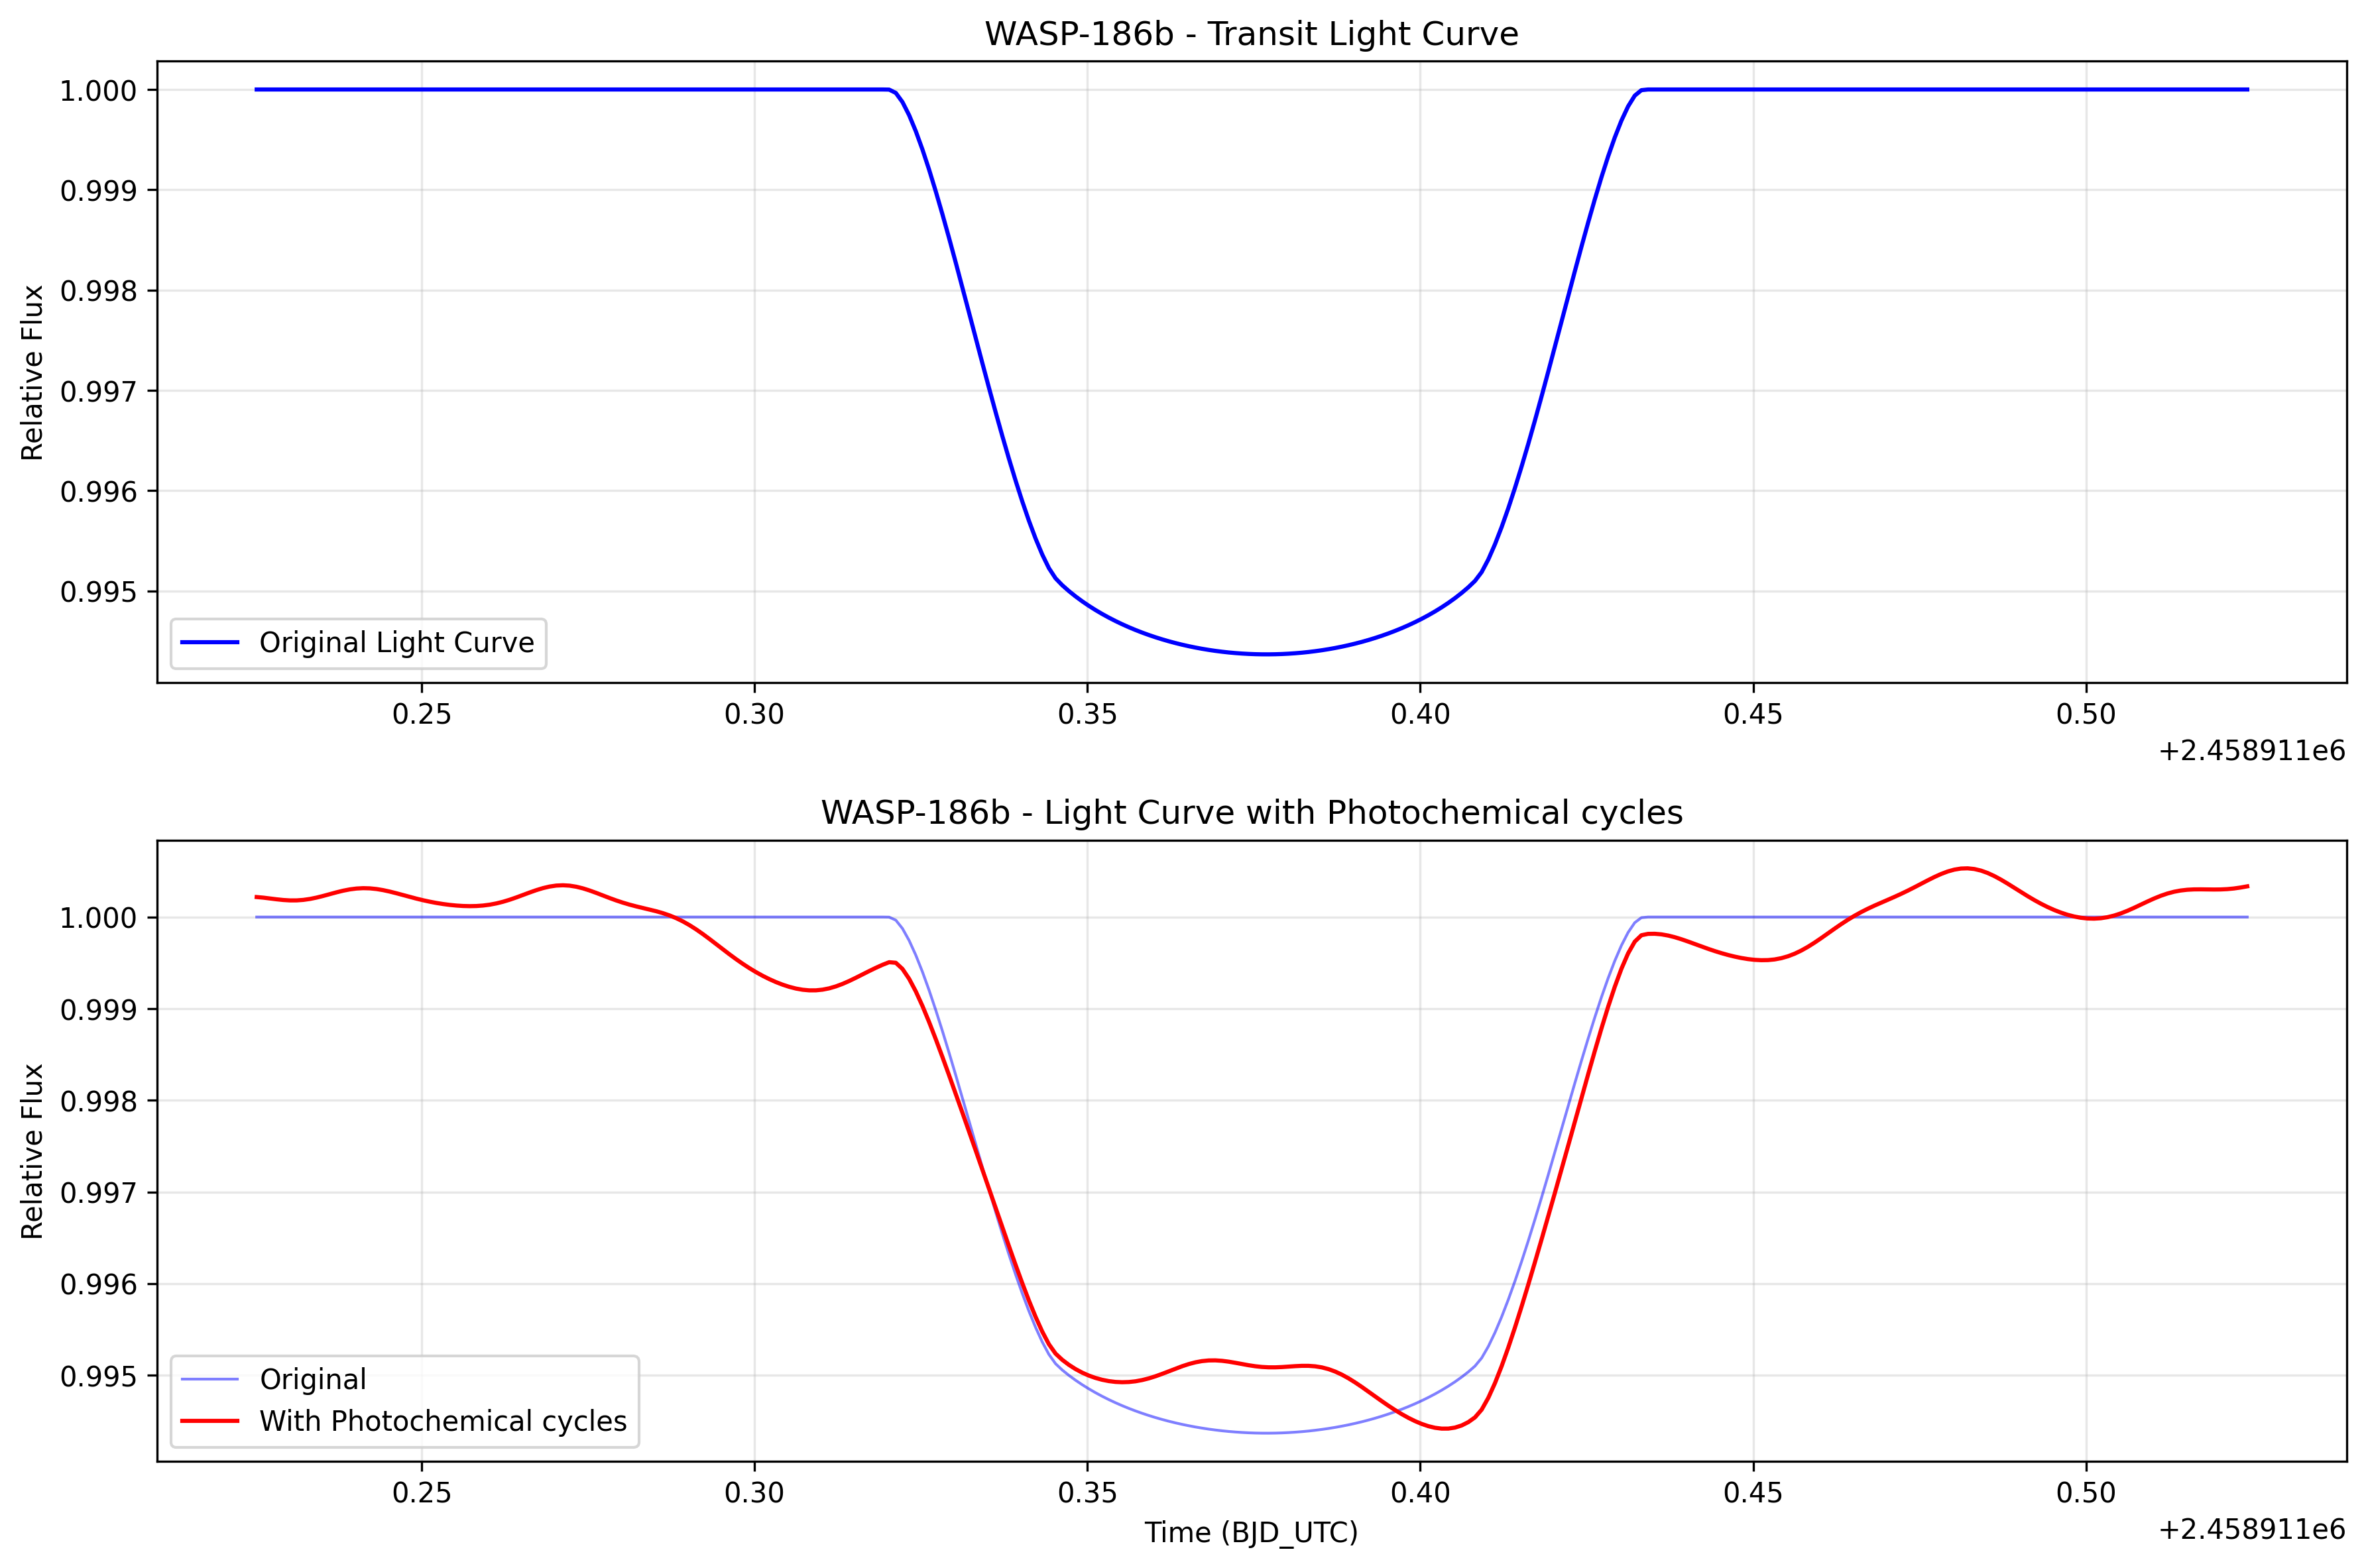 WASP-186b - Transit Light Curve
Relative Flux
1.000
0.999
0.998
0.997
0.996
0.995
Original Light Curve
0.25 0.30 0.35 0.40 0.45 0.50
+2.458911e6
WASP-186b - Light Curve with Photochemical cycles
Relative Flux
1.000
0.999
0.998
0.997
0.996
0.995
Original
With Photochemical cycles
0.25 0.30 0.35 0.40 0.45 0.50
Time (BJD_UTC)
+2.458911e6